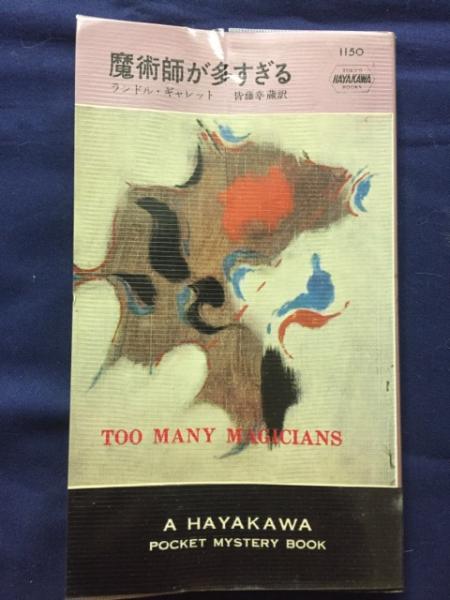 1150
魔術師が多すぎる
ランドル・ギャレット 皆藤幸蔵訳
HAYAKAWA
BOOKS
TOO MANY MAGICIANS
A HAYAKAWA
POCKET MYSTERY BOOK